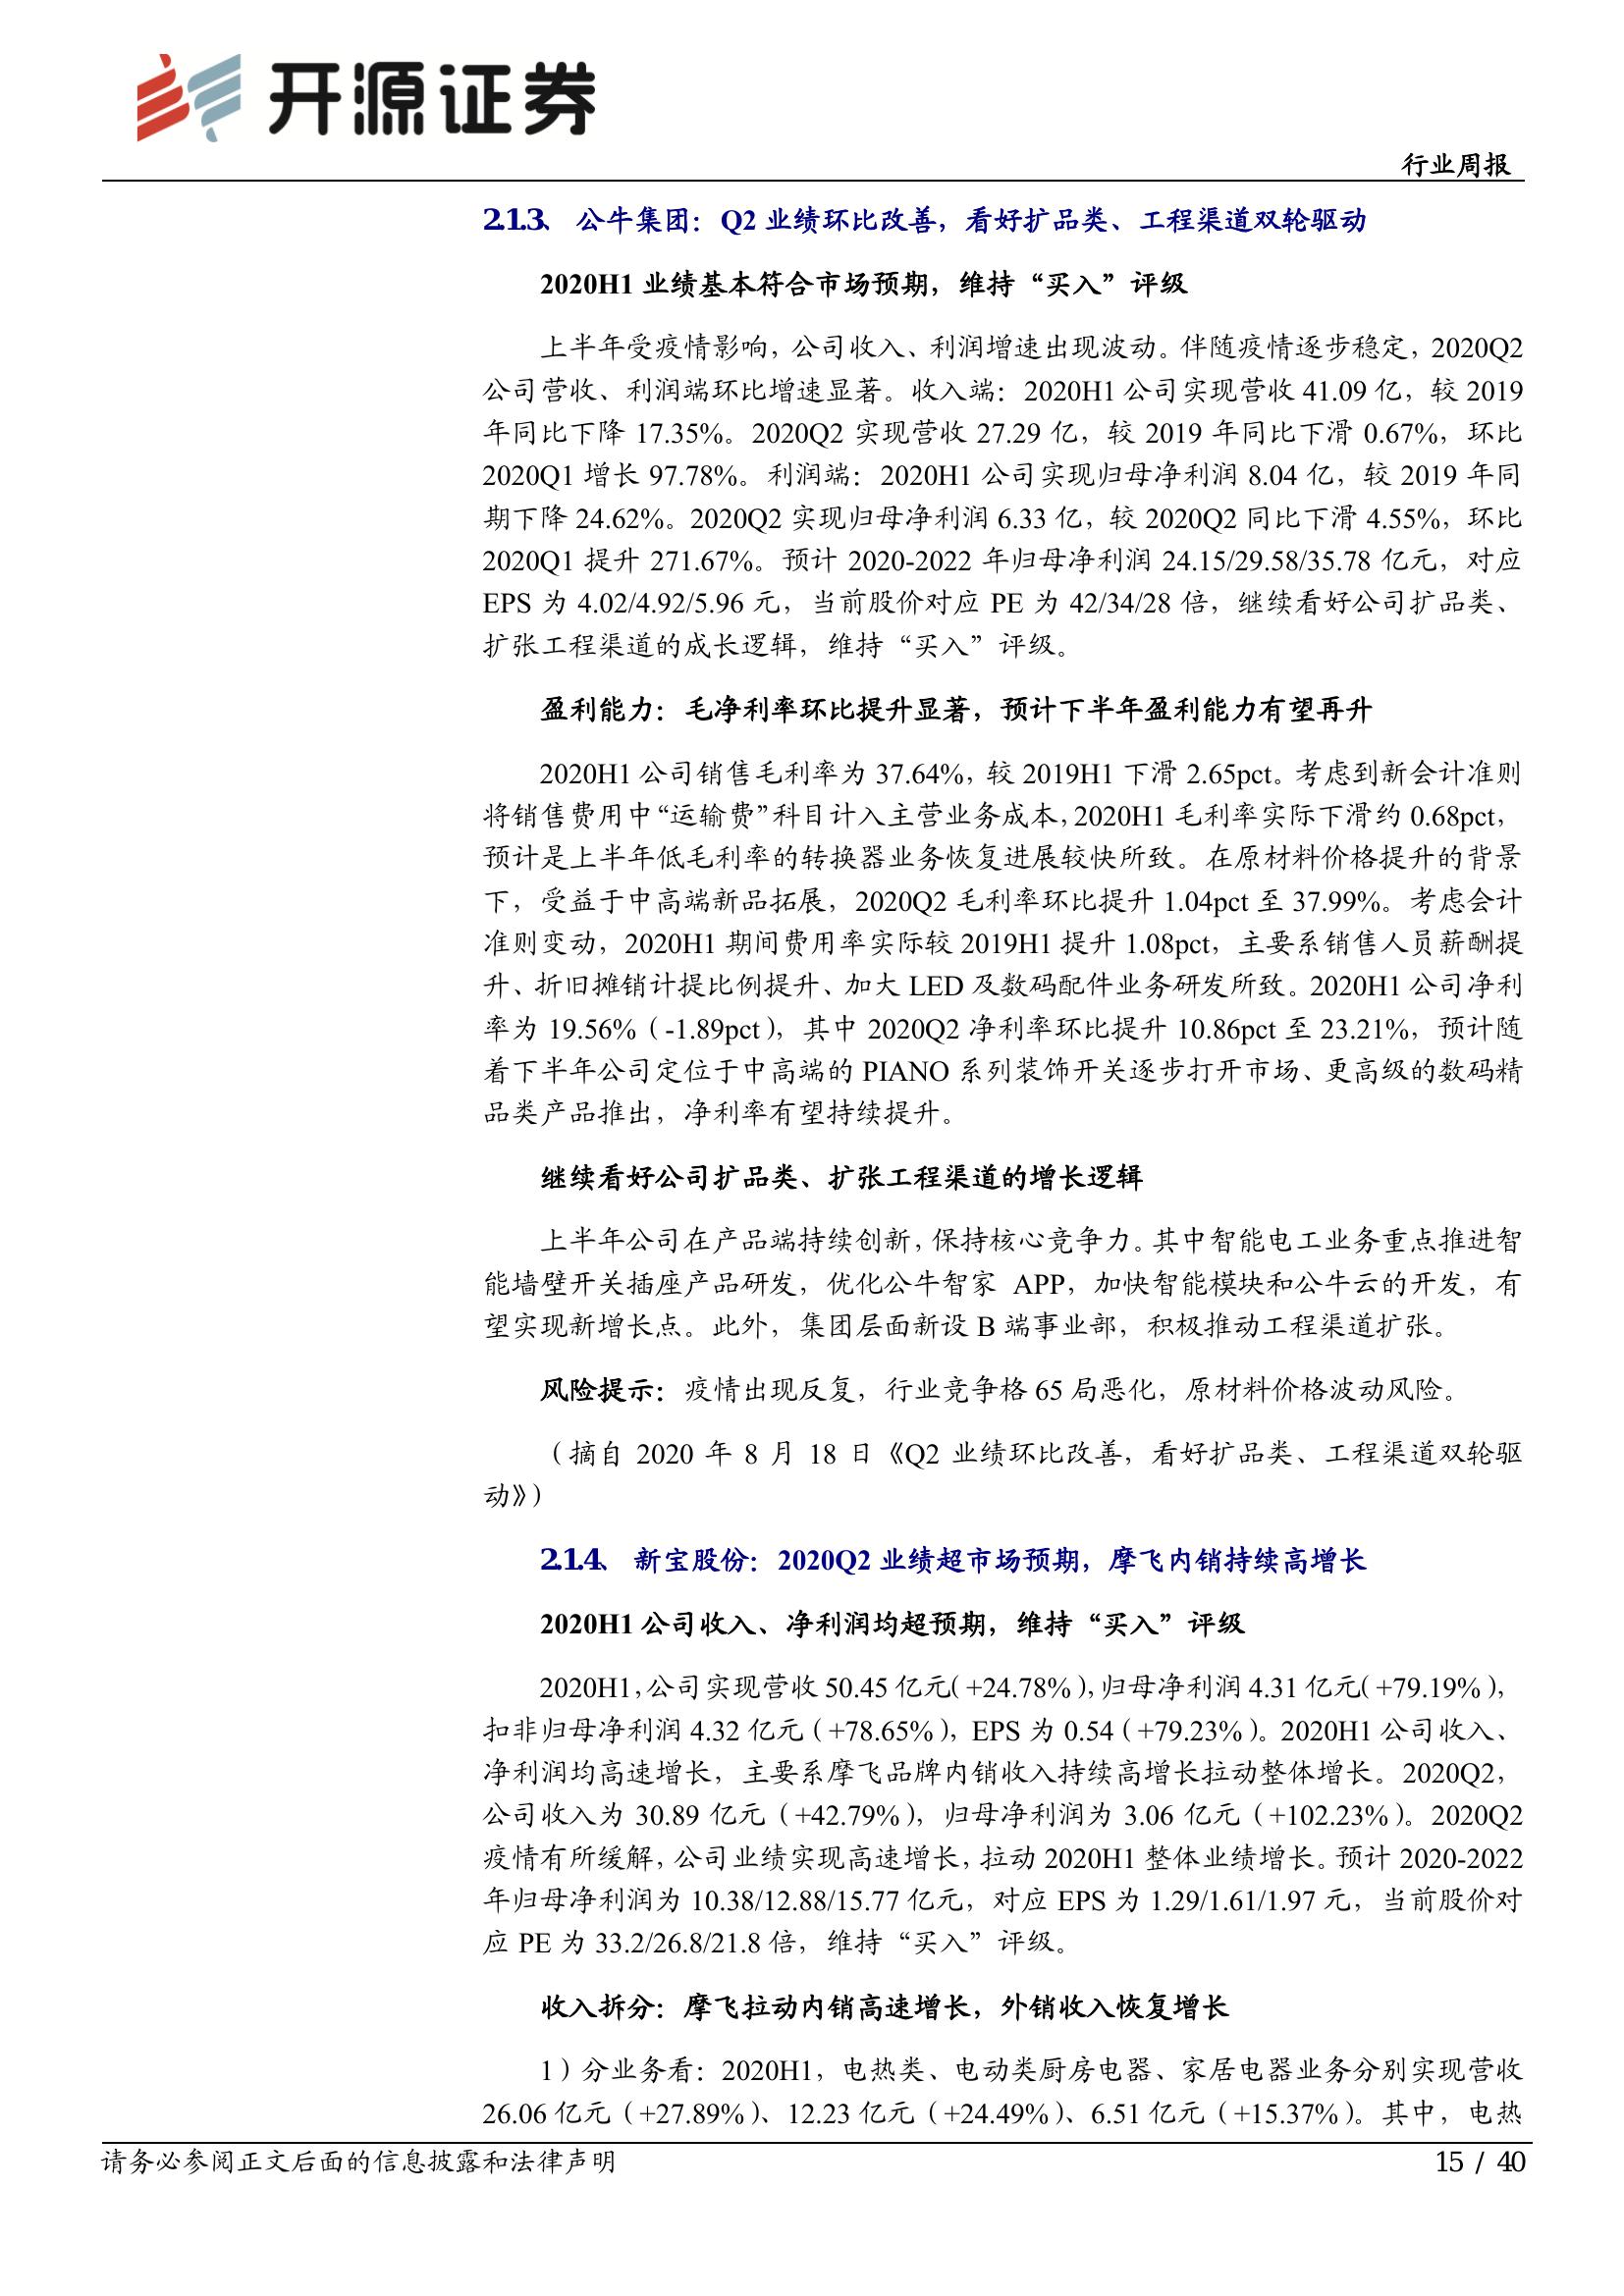 开源证券
行业周报
2.1.3、 公牛集团：Q2 业绩环比改善，看好扩品类、工程渠道双轮驱动
2020H1 业绩基本符合市场预期，维持“买入”评级
上半年受疫情影响，公司收入、利润增速出现波动。伴随疫情逐步稳定，2020Q2
公司营收、利润端环比增速显著。收入端：2020H1 公司实现营收 41.09 亿，较 2019
年同比下降 17.35%。2020Q2 实现营收 27.29 亿，较 2019 年同比下滑 0.67%，环比
2020Q1 增长 97.78%。利润端：2020H1 公司实现归母净利润 8.04 亿，较 2019 年同
期下降 24.62%。2020Q2 实现归母净利润 6.33 亿，较 2020Q2 同比下滑 4.55%，环比
2020Q1 提升 271.67%。预计 2020-2022 年归母净利润 24.15/29.58/35.78 亿元，对应
EPS 为 4.02/4.92/5.96 元，当前股价对应 PE 为 42/34/28 倍，继续看好公司扩品类、
扩张工程渠道的成长逻辑，维持“买入”评级。
盈利能力：毛净利率环比提升显著，预计下半年盈利能力有望再升
2020H1 公司销售毛利率为 37.64%，较 2019H1 下滑 2.65pct。考虑到新会计准则
将销售费用中“运输费”科目计入主营业务成本，2020H1 毛利率实际下滑约 0.68pct，
预计是上半年低毛利率的转换器业务恢复进展较快所致。在原材料价格提升的背景
下，受益于中高端新品拓展，2020Q2 毛利率环比提升 1.04pct 至 37.99%。考虑会计
准则变动，2020H1 期间费用率实际较 2019H1 提升 1.08pct，主要系销售人员薪酬提
升、折旧摊销计提比例提升、加大 LED 及数码配件业务研发所致。2020H1 公司净利
率为 19.56%（-1.89pct），其中 2020Q2 净利率环比提升 10.86pct 至 23.21%，预计随
着下半年公司定位于中高端的 PIANO 系列装饰开关逐步打开市场、更高级的数码精
品类产品推出，净利率有望持续提升。
继续看好公司扩品类、扩张工程渠道的增长逻辑
上半年公司在产品端持续创新，保持核心竞争力。其中智能电工业务重点推进智
能墙壁开关插座产品研发，优化公牛智家 APP，加快智能模块和公牛云的开发，有
望实现新增长点。此外，集团层面新设 B 端事业部，积极推动工程渠道扩张。
风险提示：疫情出现反复，行业竞争格 65 局恶化，原材料价格波动风险。
（摘自 2020 年 8 月 18 日《Q2 业绩环比改善，看好扩品类、工程渠道双轮驱
动》）
2.1.4、 新宝股份：2020Q2 业绩超市场预期，摩飞内销持续高增长
2020H1 公司收入、净利润均超预期，维持“买入”评级
2020H1，公司实现营收 50.45 亿元（+24.78%），归母净利润 4.31 亿元（+79.19%），
扣非归母净利润 4.32 亿元（+78.65%），EPS 为 0.54（+79.23%）。2020H1 公司收入、
净利润均高速增长，主要系摩飞品牌内销收入持续高增长拉动整体增长。2020Q2，
公司收入为 30.89 亿元（+42.79%），归母净利润为 3.06 亿元（+102.23%）。2020Q2
疫情有所缓解，公司业绩实现高速增长，拉动 2020H1 整体业绩增长。预计 2020-2022
年归母净利润为 10.38/12.88/15.77 亿元，对应 EPS 为 1.29/1.61/1.97 元，当前股价对
应 PE 为 33.2/26.8/21.8 倍，维持“买入”评级。
收入拆分：摩飞拉动内销高速增长，外销收入恢复增长
1）分业务看：2020H1，电热类、电动类厨房电器、家居电器业务分别实现营收
26.06 亿元（+27.89%）、12.23 亿元（+24.49%）、6.51 亿元（+15.37%）。其中，电热
请务必参阅正文后面的信息披露和法律声明
15 / 40